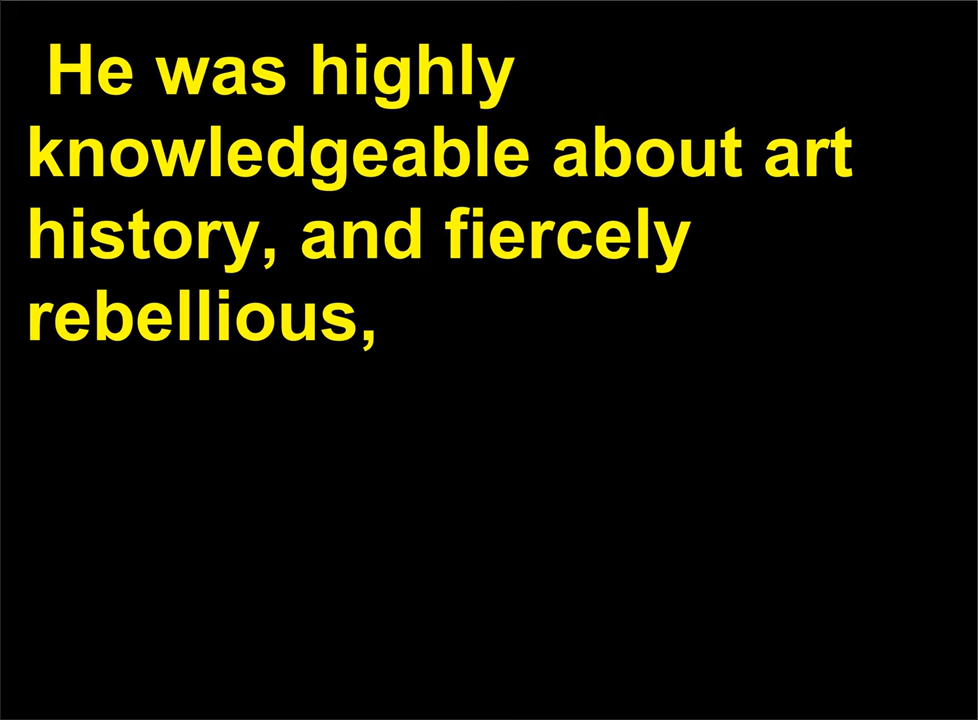 He was highly
knowledgeable about art
history, and fiercely
rebellious,